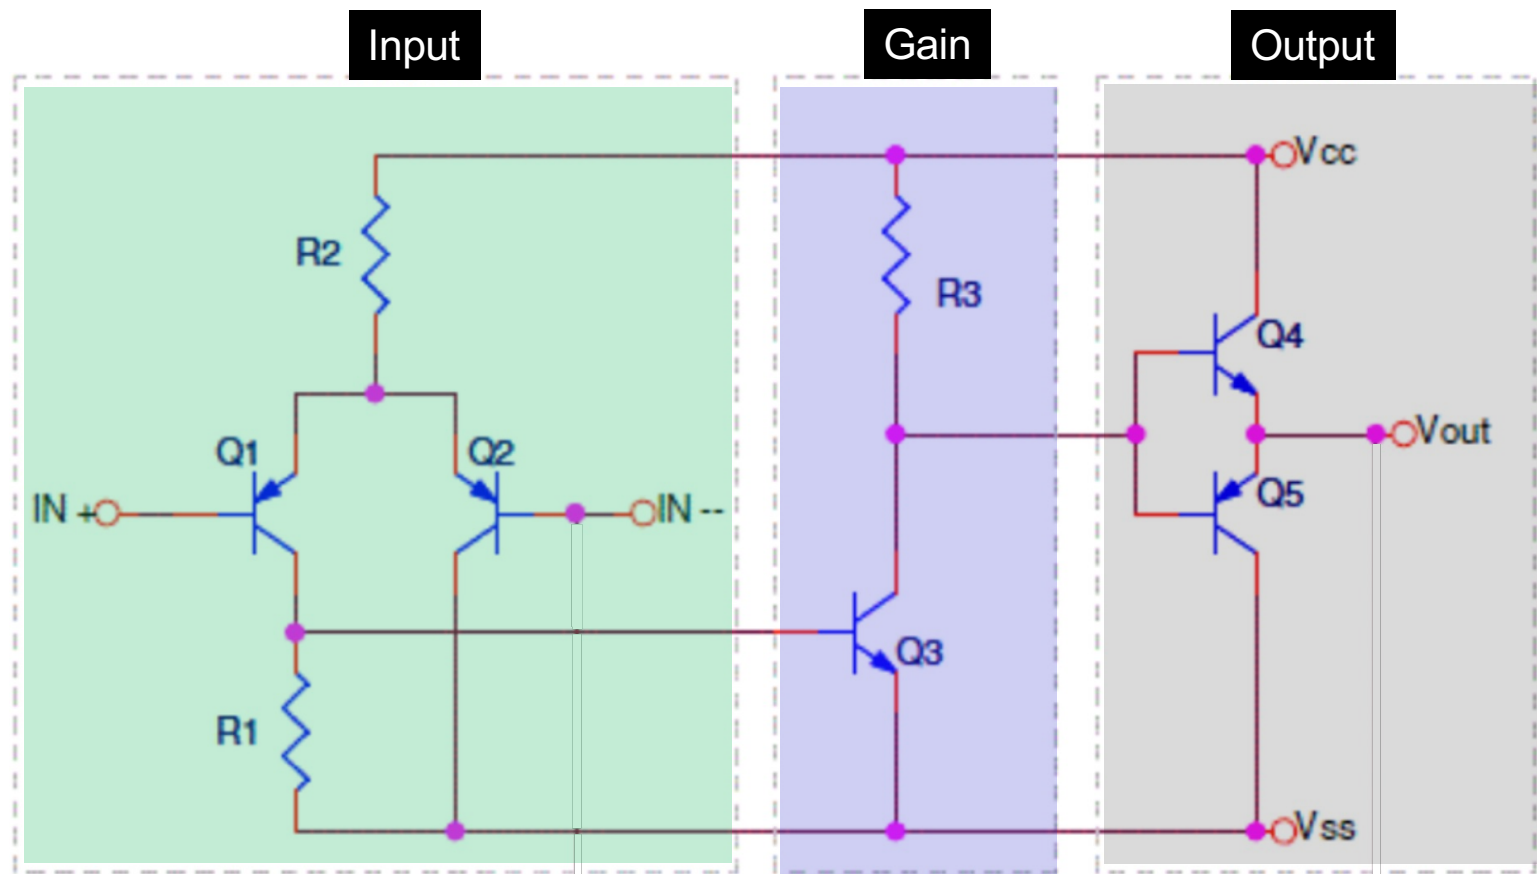 Input
Gain
Output
Vcc
R2
R3
Q4
Q1
Q2
Vout
Q5
IN +
IN --
Q3
R1
Vss